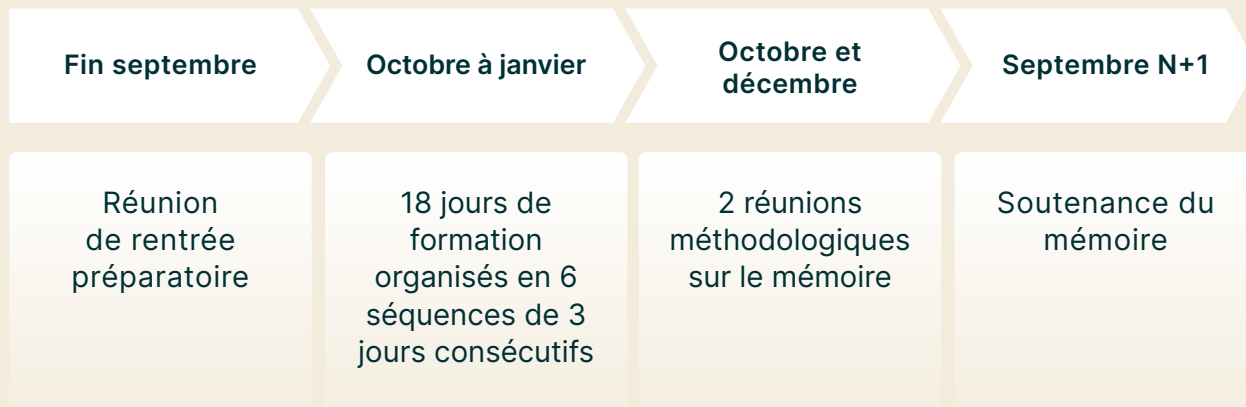 Fin septembre
Octobre à janvier
Octobre et
décembre
Septembre N+1
Réunion
de rentrée
préparatoire
18 jours de
formation
organisés en 6
séquences de 3
jours consécutifs
2 réunions
méthodologiques
sur le mémoire
Soutenance du
mémoire